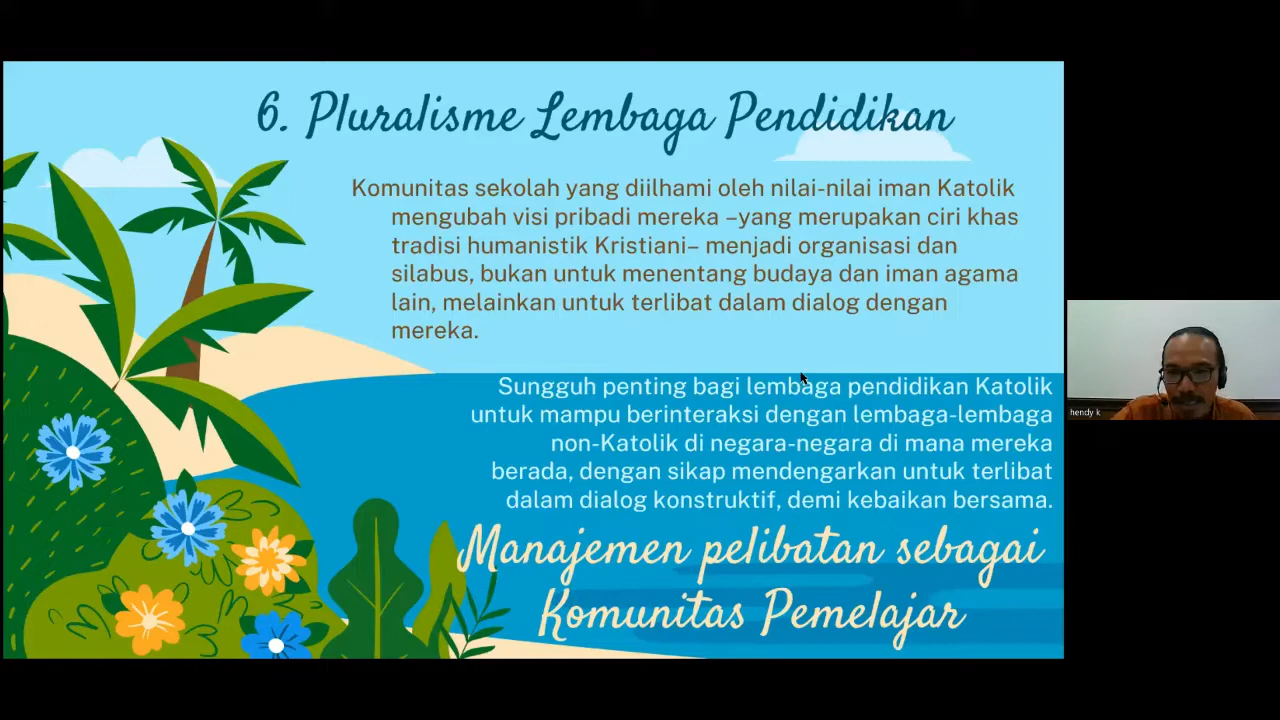 6. Pluralisme Lembaga Pendidikan
Komunitas sekolah yang diilhami oleh nilai-nilai iman Katolik
mengubah visi pribadi mereka –yang merupakan ciri khas
tradisi humanistik Kristiani– menjadi organisasi dan
silabus, bukan untuk menentang budaya dan iman agama
lain, melainkan untuk terlibat dalam dialog dengan
mereka.
Sungguh penting bagi lembaga pendidikan Katolik
untuk mampu berinteraksi dengan lembaga-lembaga
non-Katolik di negara-negara di mana mereka
berada, dengan sikap mendengarkan untuk terlibat
dalam dialog konstruktif, demi kebaikan bersama.
Manajemen pelibatan sebagai
Komunitas Pemelajar
hendy k